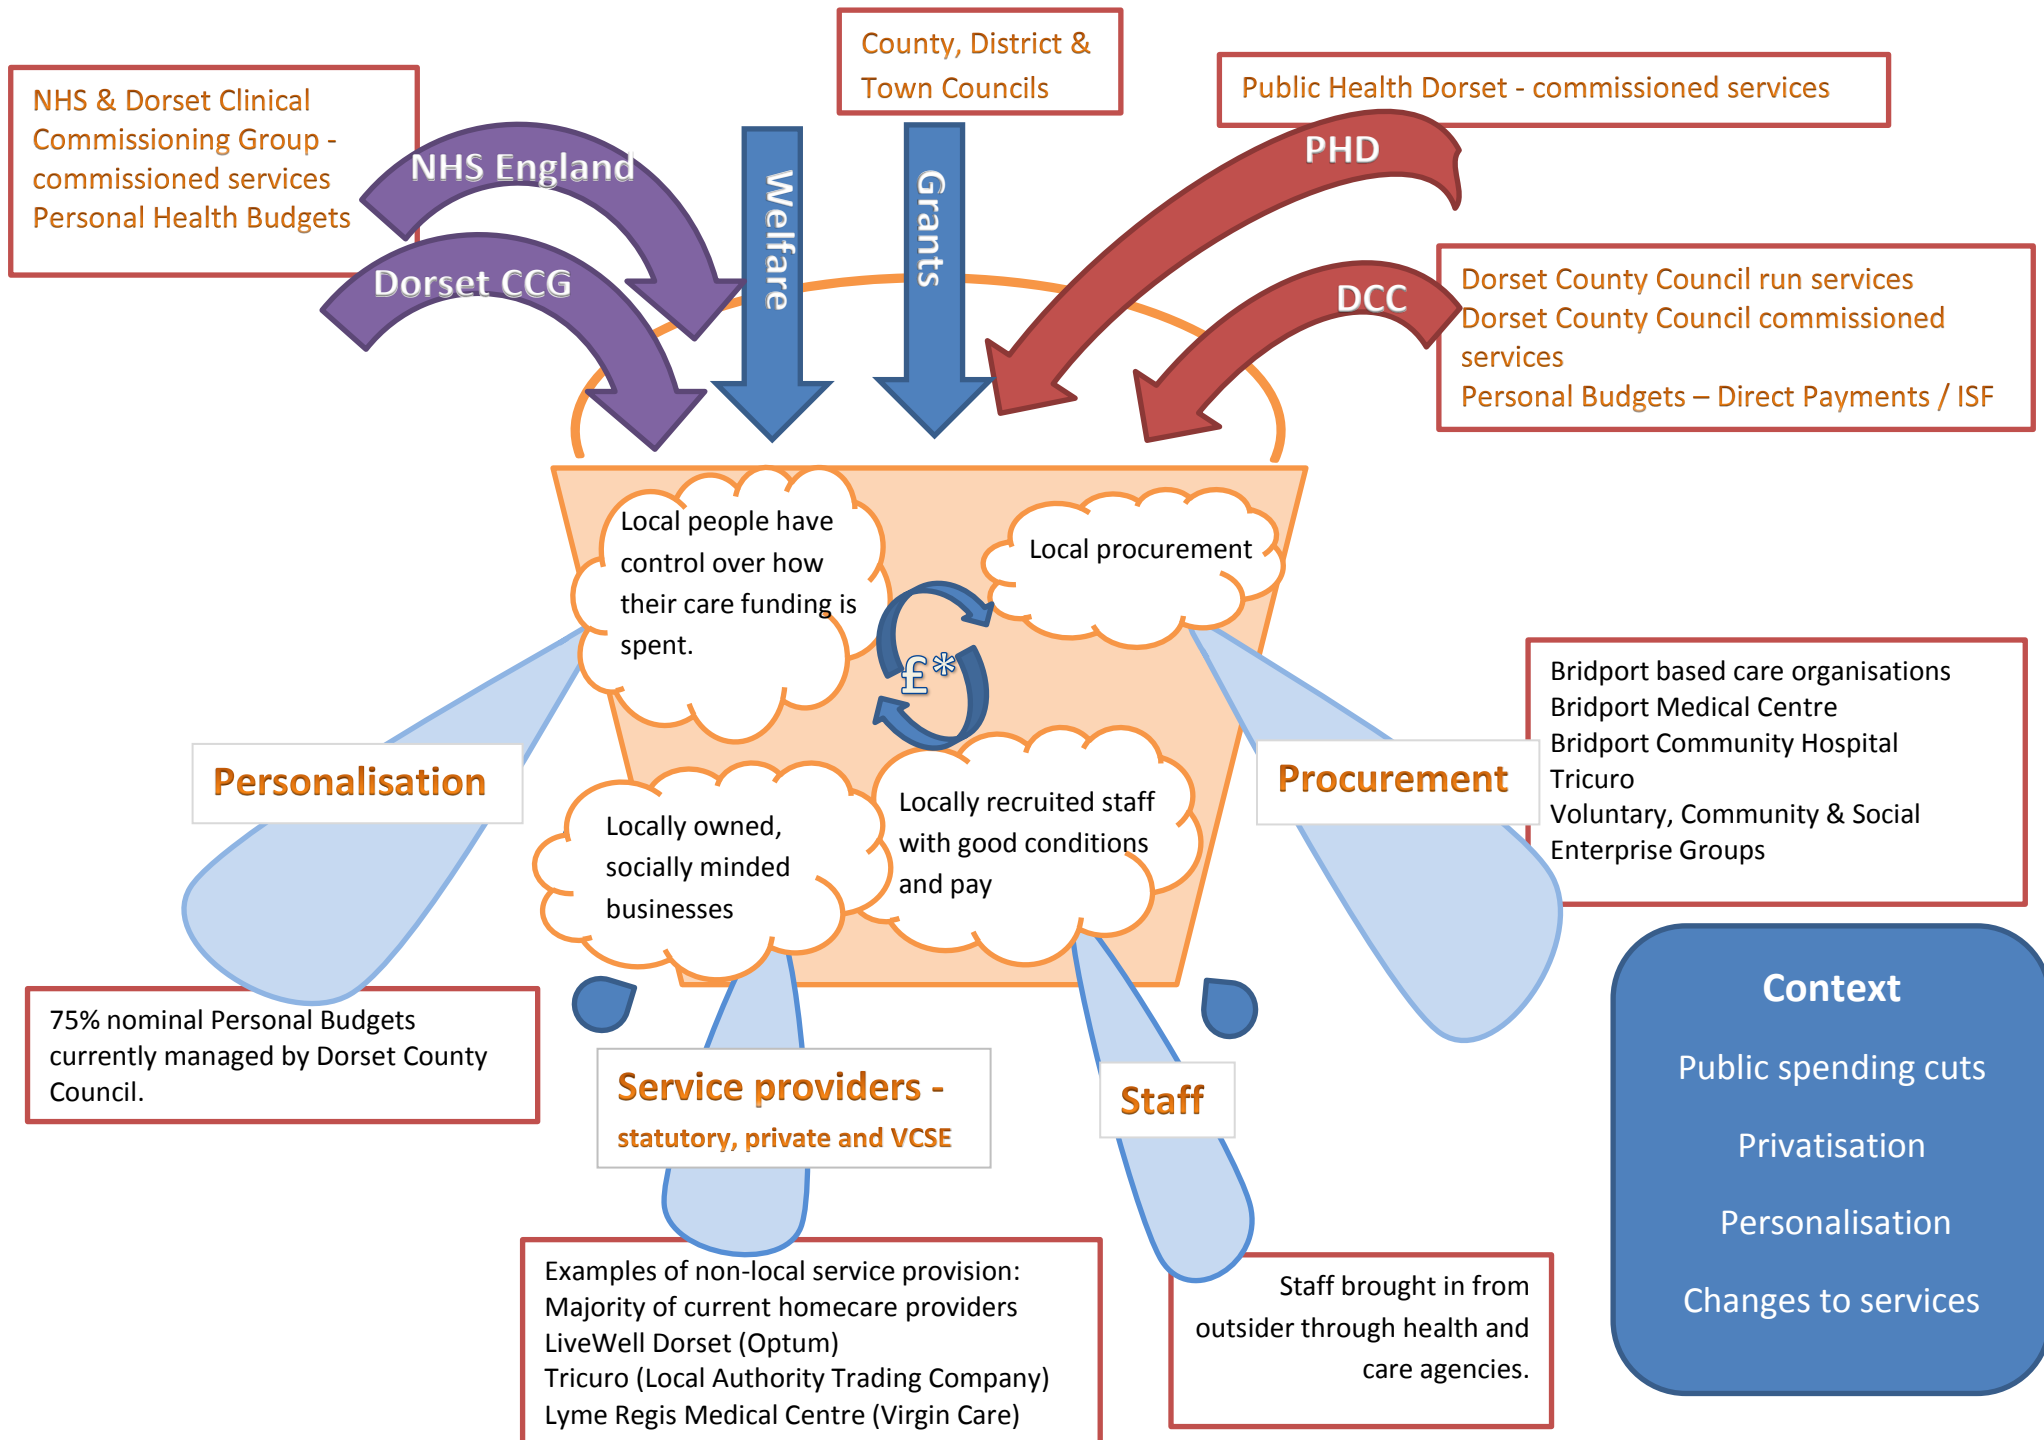 County, District &
Town Councils
NHS & Dorset Clinical
Commissioning Group -
commissioned services
Personal Health Budgets
Public Health Dorset - commissioned services
NHS England
Dorset CCG
Welfare
Grants
PHD
DCC
Dorset County Council run services
Dorset County Council commissioned
services
Personal Budgets – Direct Payments / ISF
Local people have
control over how
their care funding is
spent.
Local procurement
£*
Personalisation
Procurement
Bridport based care organisations
Bridport Medical Centre
Bridport Community Hospital
Tricuro
Voluntary, Community & Social
Enterprise Groups
Locally owned,
socially minded
businesses
Locally recruited staff
with good conditions
and pay
75% nominal Personal Budgets
currently managed by Dorset County
Council.
Service providers -
statutory, private and VCSE
Staff
Context
Public spending cuts
Privatisation
Personalisation
Changes to services
Examples of non-local service provision:
Majority of current homecare providers
LiveWell Dorset (Optum)
Tricuro (Local Authority Trading Company)
Lyme Regis Medical Centre (Virgin Care)
Staff brought in from
outsider through health and
care agencies.